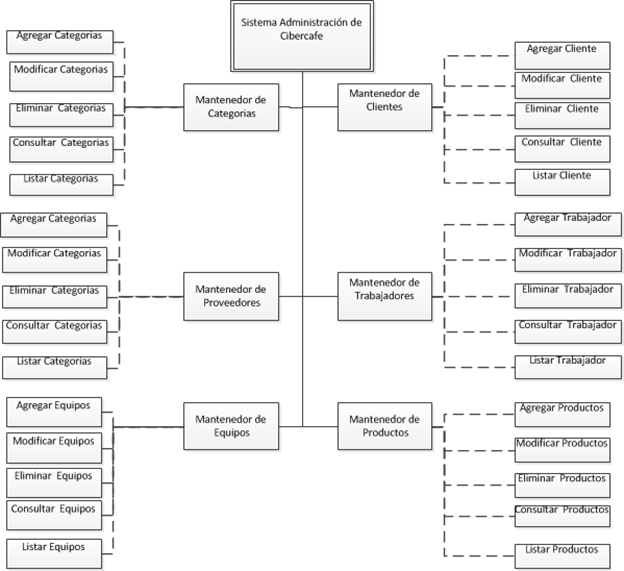 Sistema Administración de
Cibercafe
Agregar Categorias
Modificar Categorias
Eliminar Categorias
Consultar Categorias
Listar Categorias
Mantenedor de
Categorias
Mantenedor de
Clientes
Agregar Cliente
Modificar Cliente
Eliminar Cliente
Consultar Cliente
Listar Cliente
Agregar Categorias
Modificar Categorias
Eliminar Categorias
Consultar Categorias
Listar Categorias
Mantenedor de
Proveedores
Mantenedor de
Trabajadores
Agregar Trabajador
Modificar Trabajador
Eliminar Trabajador
Consultar Trabajador
Listar Trabajador
Agregar Equipos
Modificar Equipos
Eliminar Equipos
Consultar Equipos
Listar Equipos
Mantenedor de
Equipos
Mantenedor de
Productos
Agregar Productos
Modificar Productos
Eliminar Productos
Consultar Productos
Listar Productos